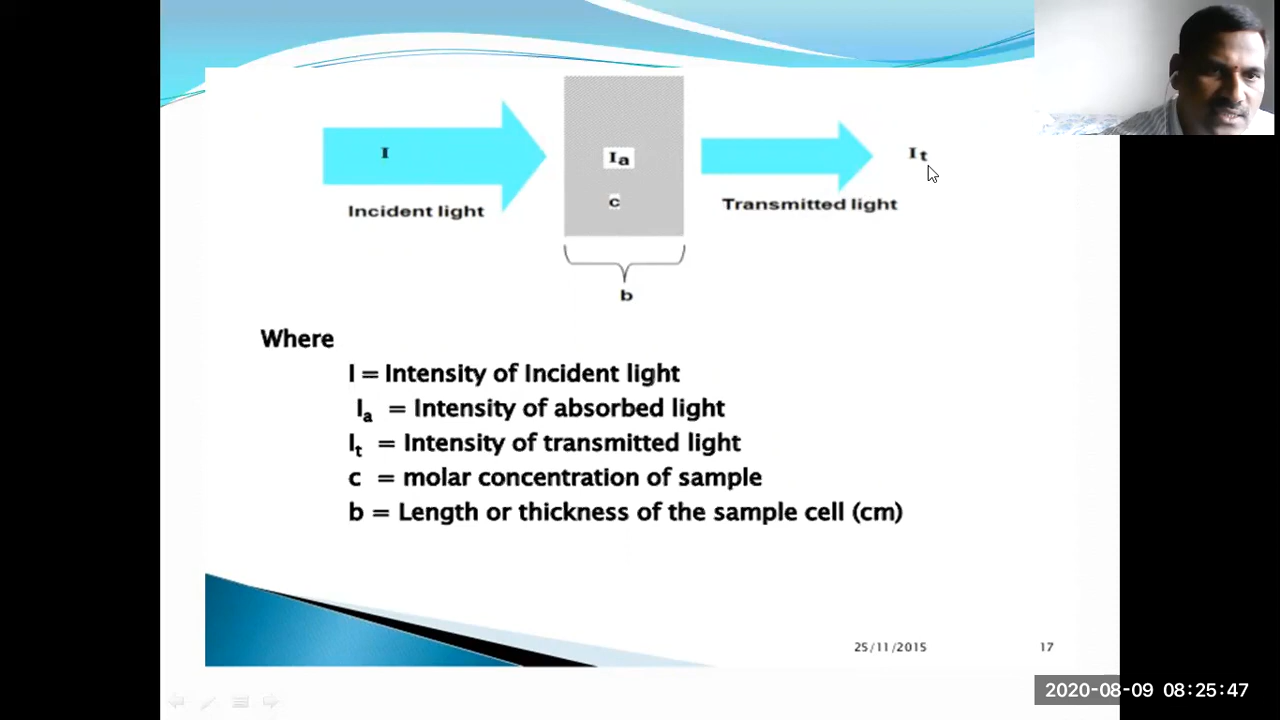 I
I a
I t
c
Incident light
Transmitted light
b
Where
I = Intensity of Incident light
Ia = Intensity of absorbed light
It = Intensity of transmitted light
c = molar concentration of sample
b = Length or thickness of the sample cell (cm)
25/11/2015 17
2020-08-09 08:25:47